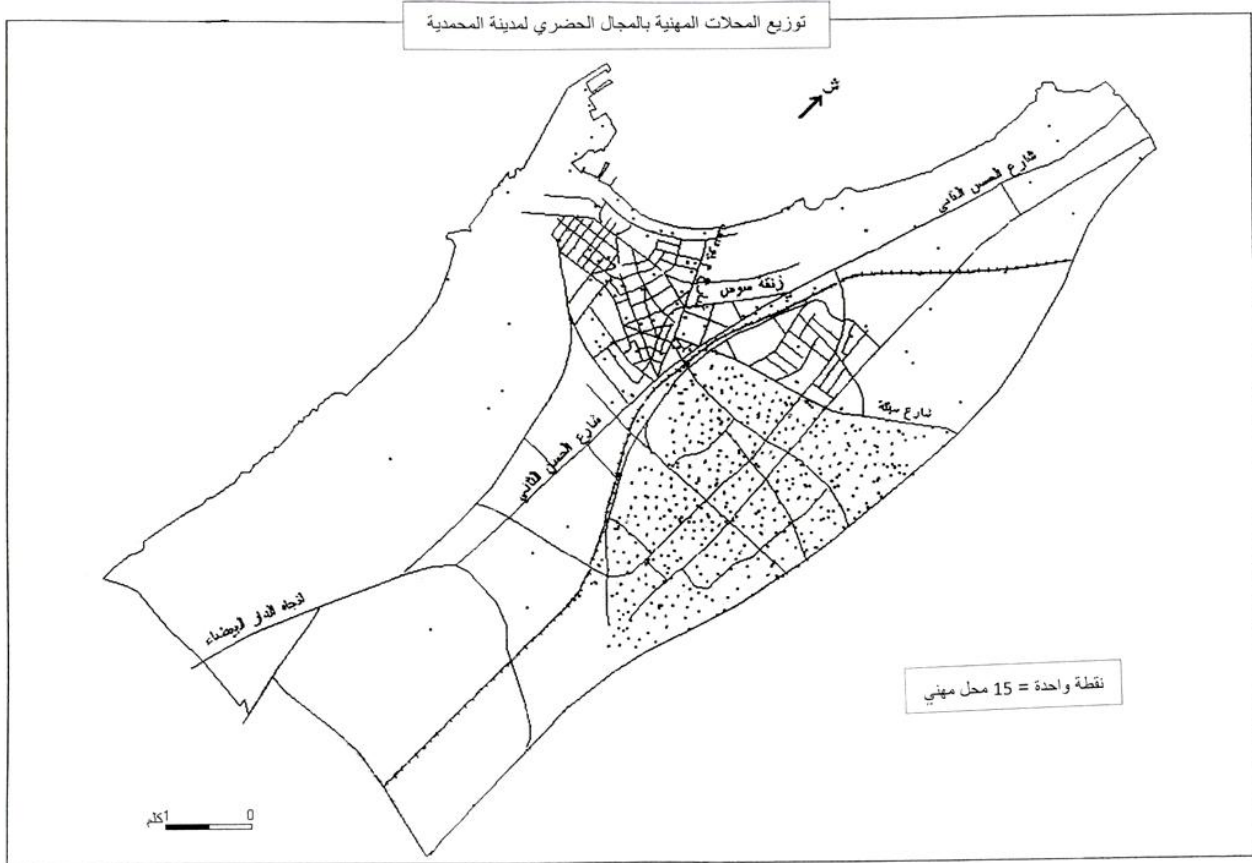 توزيع المحلات المهنية بالمجال الحضري لمدينة المحمدية
ش
شارع الحسن الثاني
زنقة سوس
شارع سبتة
شارع الحسن الثاني
اتجاه الدار البيضاء
نقطة واحدة = 15 محل مهني
0 1كلم